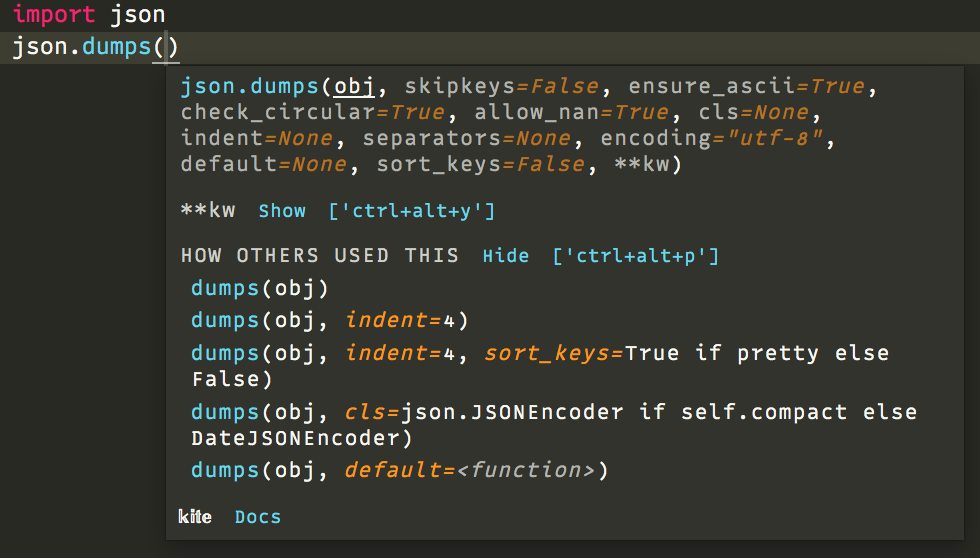 import json
json.dumps()
json.dumps(obj, skipkeys=False, ensure_ascii=True,
check_circular=True, allow_nan=True, cls=None,
indent=None, separators=None, encoding="utf-8",
default=None, sort_keys=False, **kw)
**kw Show ['ctrl+alt+y']
HOW OTHERS USED THIS Hide ['ctrl+alt+p']
dumps(obj)
dumps(obj, indent=4)
dumps(obj, indent=4, sort_keys=True if pretty else
False)
dumps(obj, cls=json.JSONEncoder if self.compact else
DateJSONEncoder)
dumps(obj, default=<function>)
kite Docs